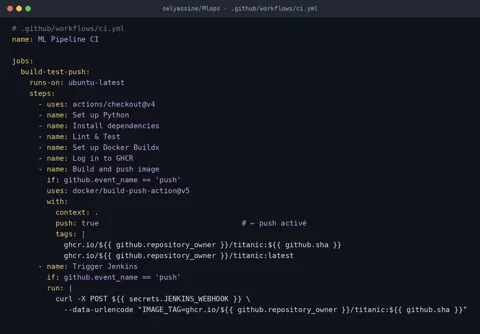 selyassine/Mlops - .github/workflows/ci.yml
# .github/workflows/ci.yml
name: ML Pipeline CI
jobs:
build-test-push:
runs-on: ubuntu-latest
steps:
- uses: actions/checkout@v4
- name: Set up Python
- name: Install dependencies
- name: Lint & Test
- name: Set up Docker Buildx
- name: Log in to GHCR
- name: Build and push image
if: github.event_name == 'push'
uses: docker/build-push-action@v5
with:
context: .
push: true # ← push activé
tags: |
ghcr.io/${{ github.repository_owner }}/titanic:${{ github.sha }}
ghcr.io/${{ github.repository_owner }}/titanic:latest
- name: Trigger Jenkins
if: github.event_name == 'push'
run: |
curl -X POST ${{ secrets.JENKINS_WEBHOOK }} \
--data-urlencode "IMAGE_TAG=ghcr.io/${{ github.repository_owner }}/titanic:${{ github.sha }}"